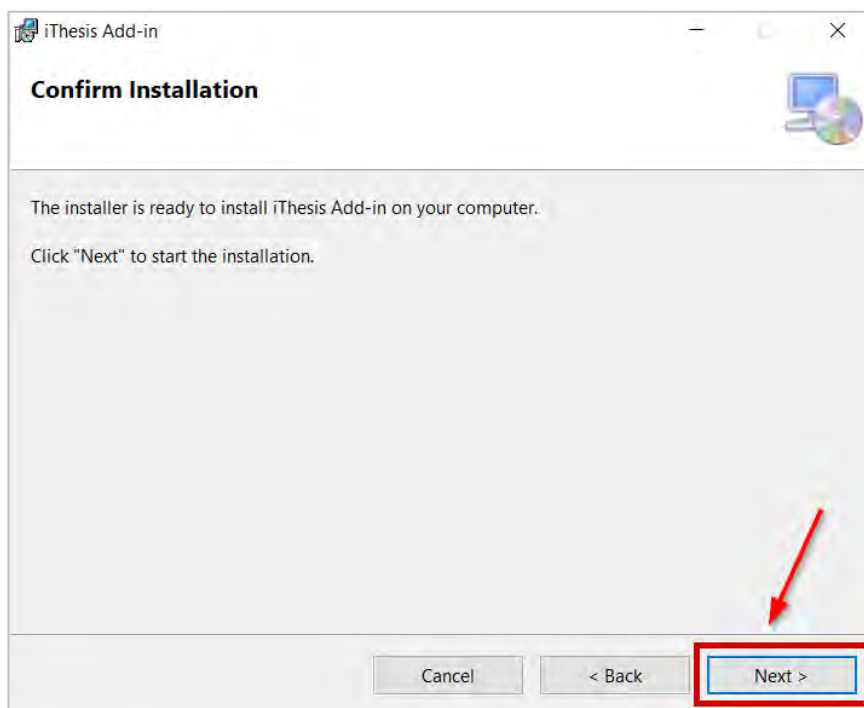 iThesis Add-in
Confirm Installation
The installer is ready to install iThesis Add-in on your computer.
Click "Next" to start the installation.
Cancel
< Back
Next >